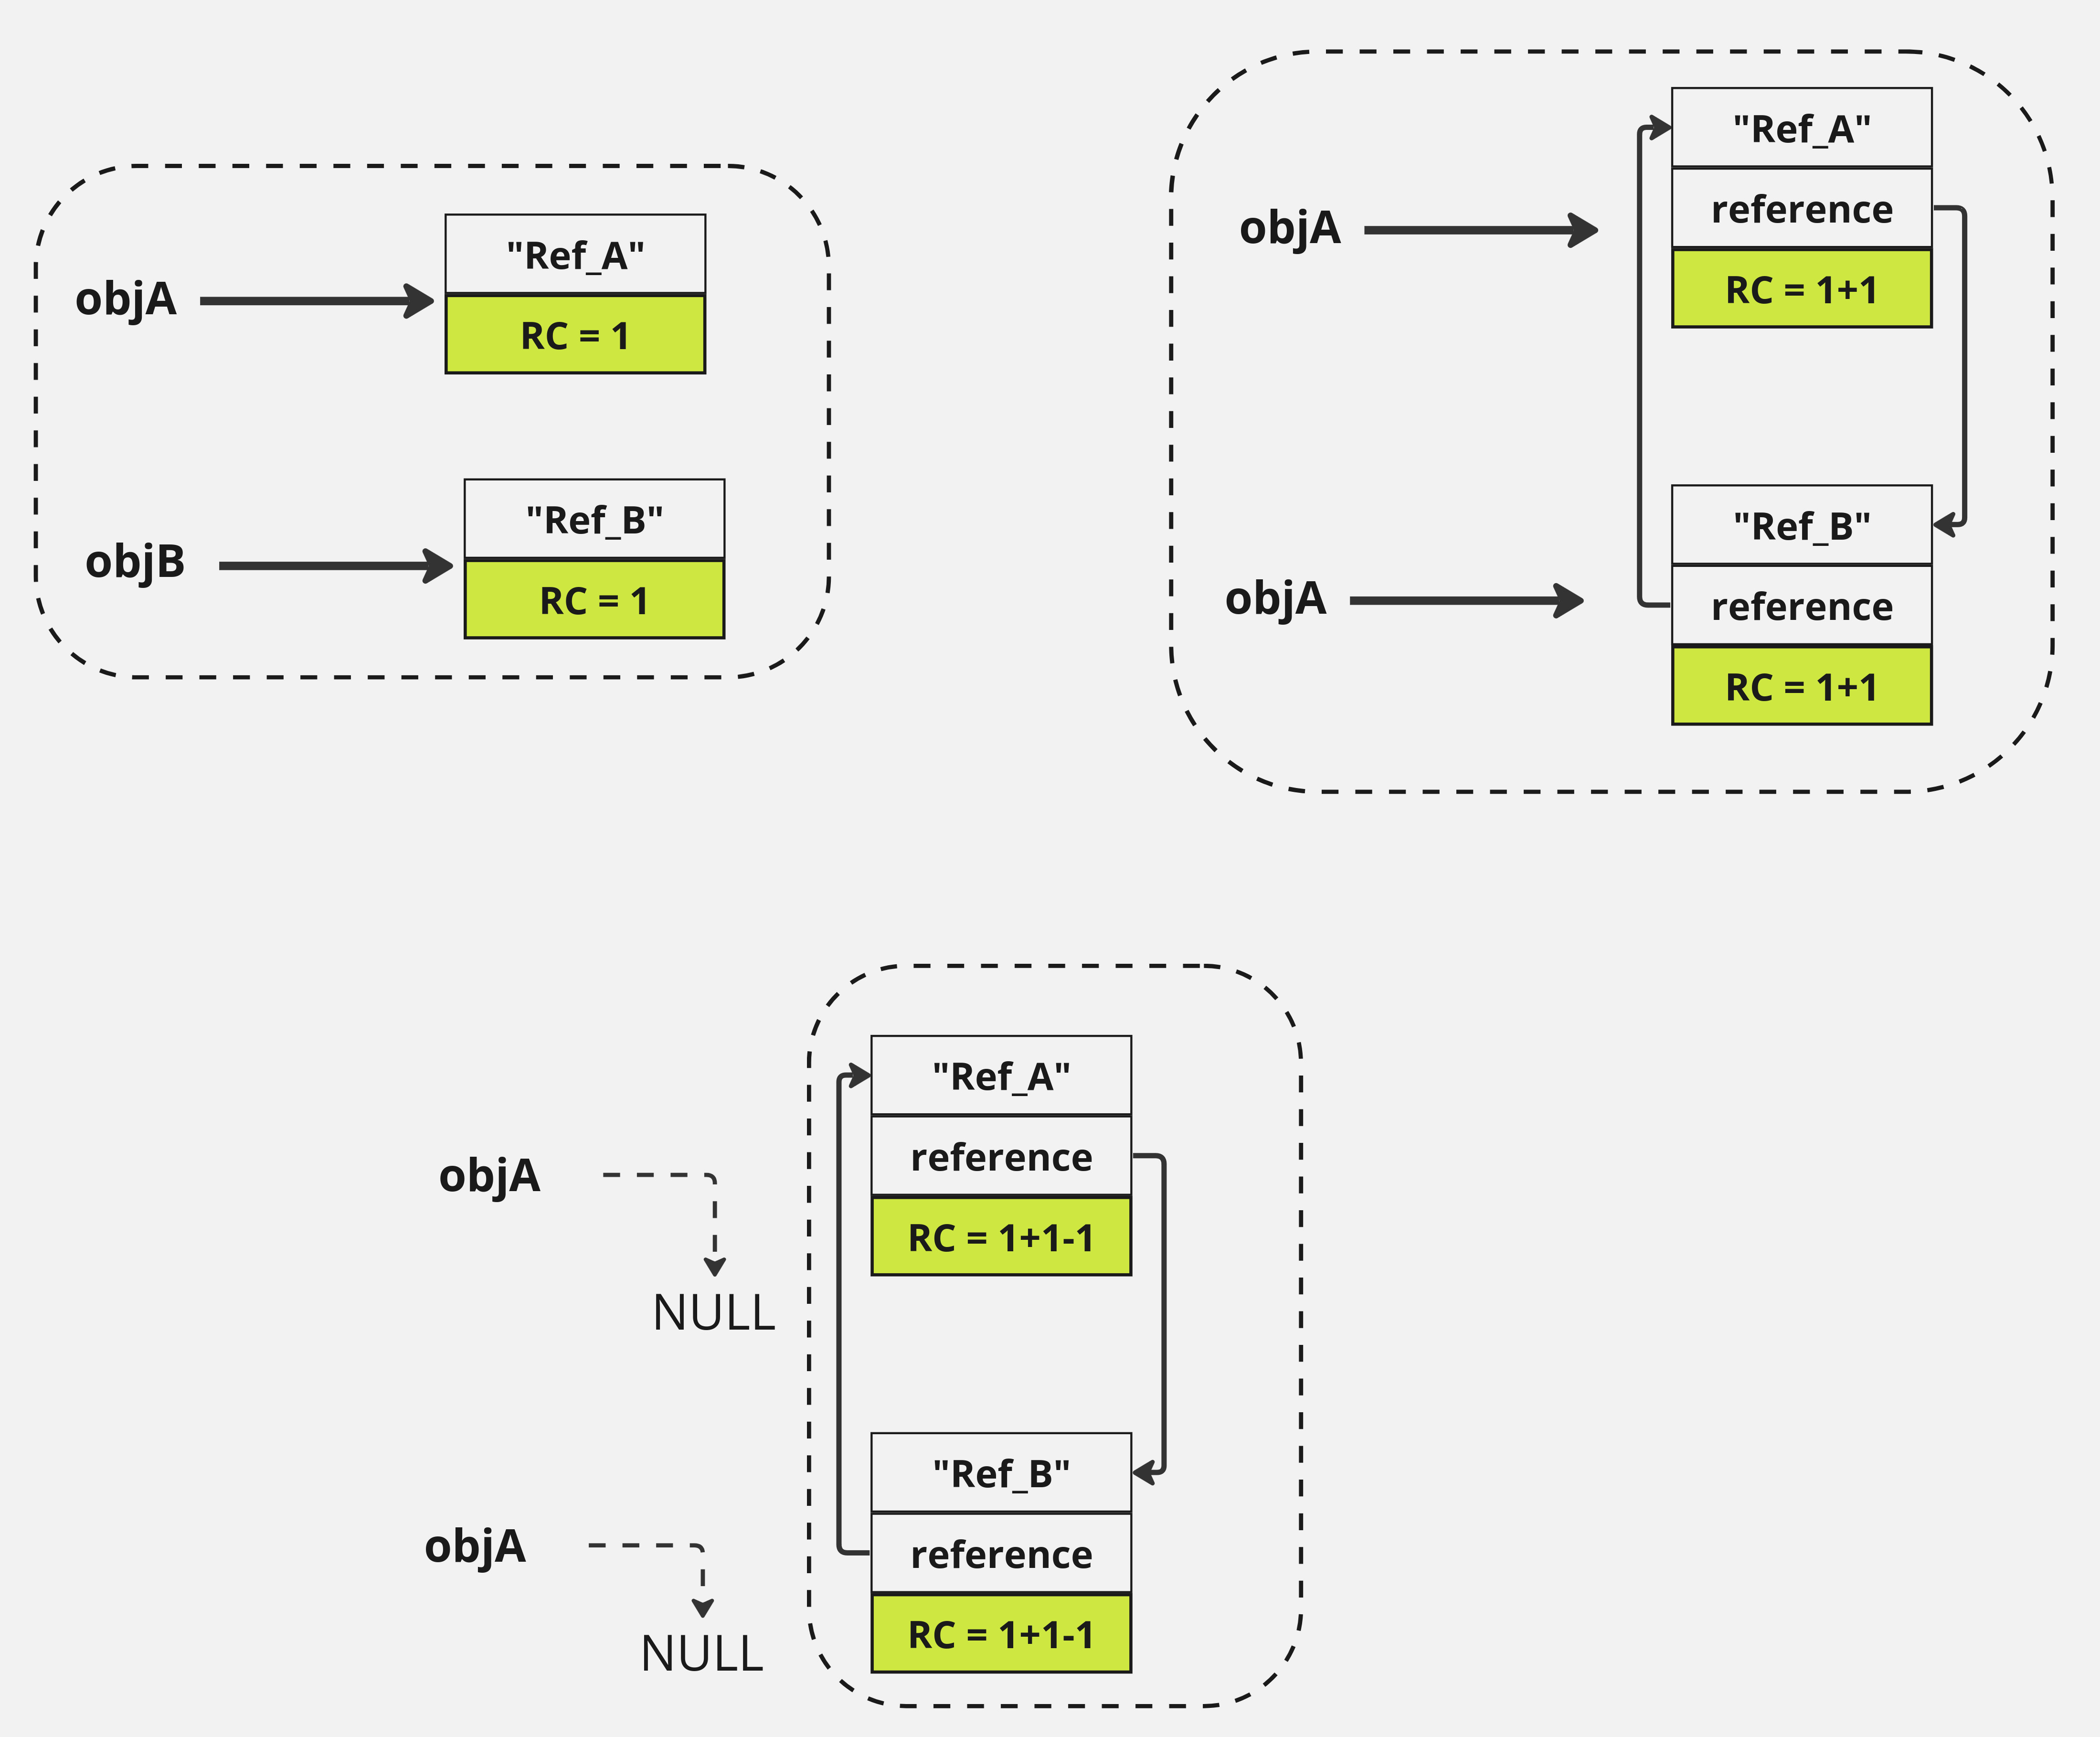 objA
"Ref_A"
RC = 1
objB
"Ref_B"
RC = 1
objA
"Ref_A"
reference
RC = 1+1
objA
"Ref_B"
reference
RC = 1+1
objA
NULL
"Ref_A"
reference
RC = 1+1-1
objA
NULL
"Ref_B"
reference
RC = 1+1-1